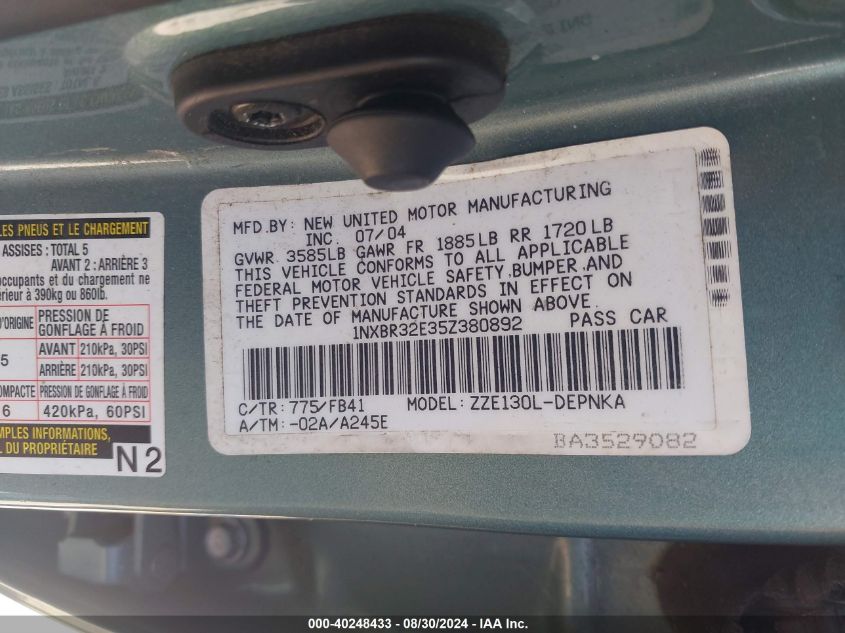 LES PNEUS ET LE CHARGEMENT
ASSISES: TOTAL 5
AVANT 2 : ARRIÈRE 3
occupants et du chargement ne
à 390kg ou 860lb.
D'ORIGINE PRESSION DE GONFLAGE À FROID
5 AVANT 210kPa, 30PSI
ARRIÈRE 210kPa, 30PSI
COMPACTE PRESSION DE GONFLAGE À FROID
6 420kPa, 60PSI
MPLES INFORMATIONS,
DU PROPRIÉTAIRE
N 2
MFD.BY: NEW UNITED MOTOR MANUFACTURING
INC. 07/04
GVWR 3585LB GAWR FR 1885LB RR 1720LB
THIS VEHICLE CONFORMS TO ALL APPLICABLE
FEDERAL MOTOR VEHICLE SAFETY,BUMPER,AND
THEFT PREVENTION STANDARDS IN EFFECT ON
THE DATE OF MANUFACTURE SHOWN ABOVE.
1NXBR32E35Z380892 PASS CAR
C/TR: 775/FB41 MODEL: ZZE130L-DEPNKA
A/TM: -02A/A245E
BA3529082
000-40248433 - 08/30/2024 - IAA Inc.